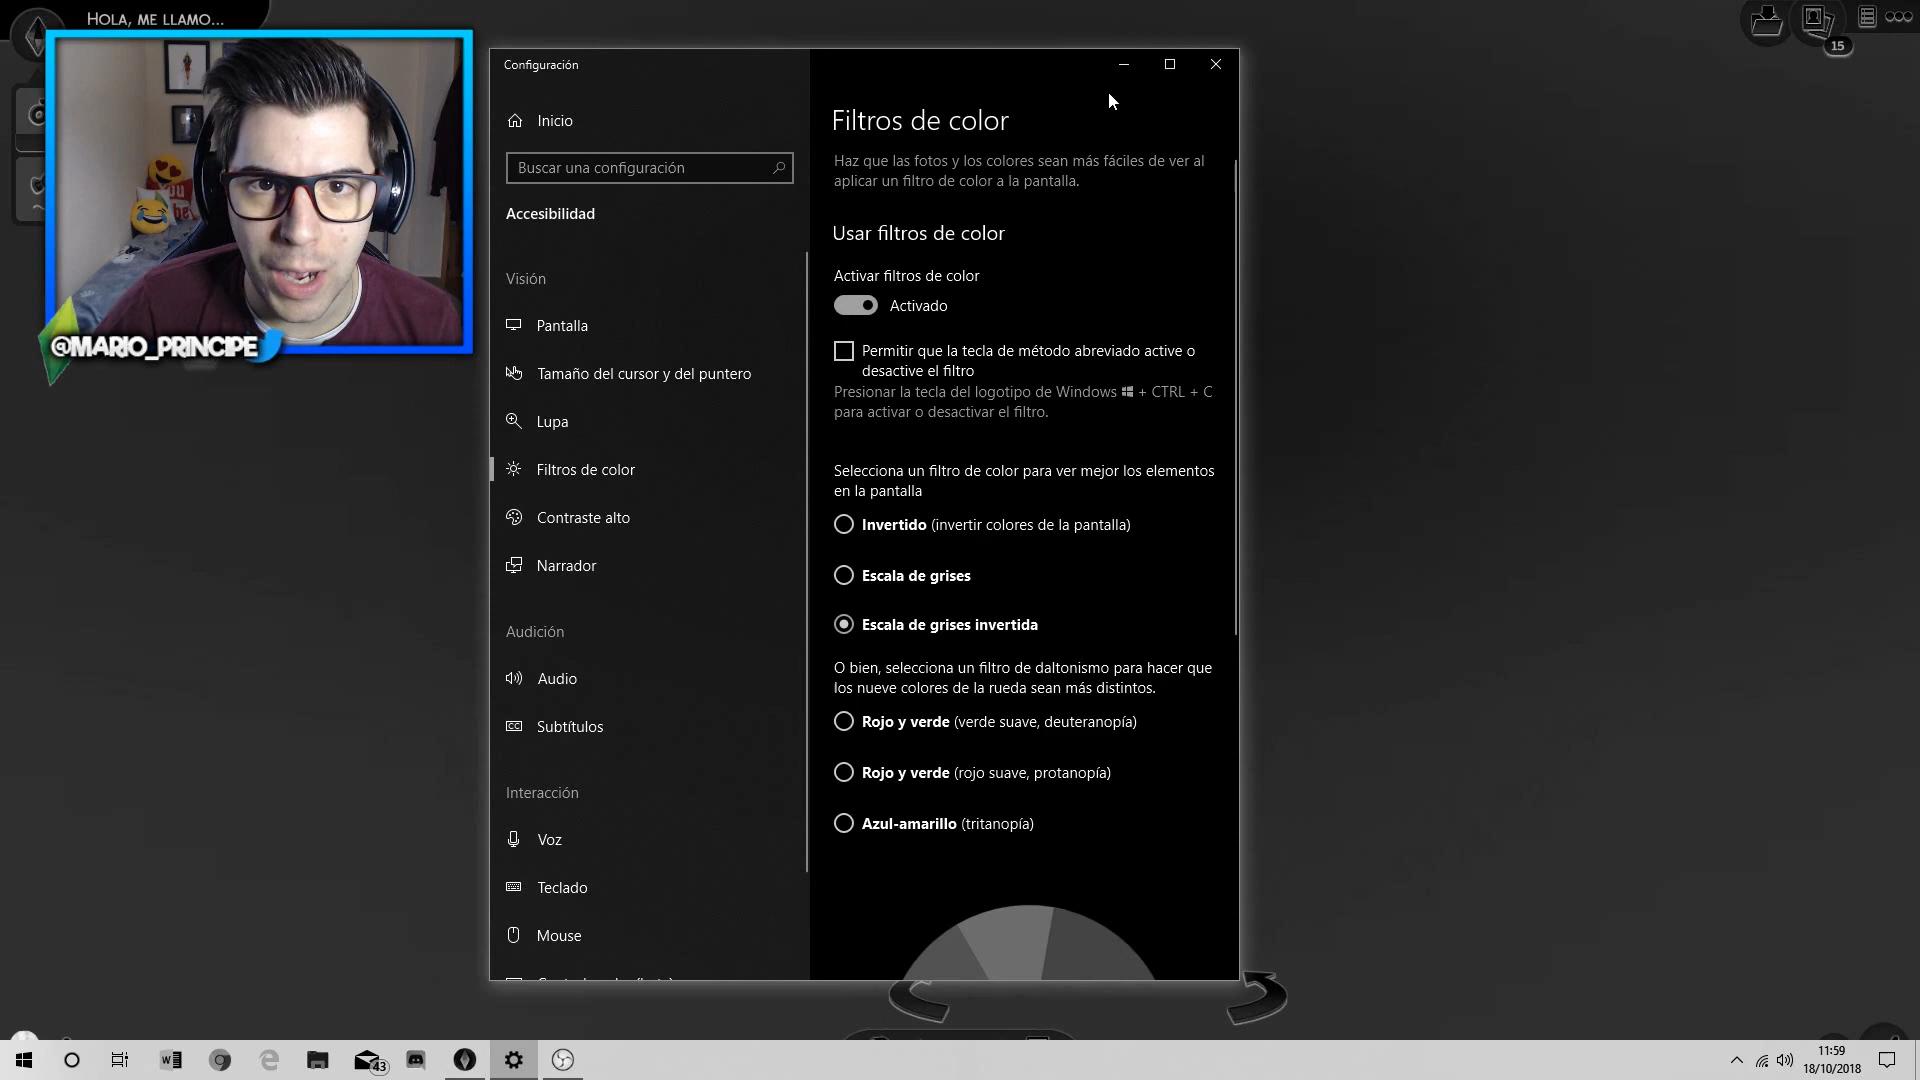 HOLA, ME LLAMO...
15
@MARIO_PRINCIPE
Configuración
Inicio
Buscar una configuración
Accesibilidad
Visión
Pantalla
Tamaño del cursor y del puntero
Lupa
Filtros de color
Contraste alto
Narrador
Audición
Audio
Subtítulos
Interacción
Voz
Teclado
Mouse
Filtros de color
Haz que las fotos y los colores sean más fáciles de ver al
aplicar un filtro de color a la pantalla.
Usar filtros de color
Activar filtros de color
Activado
Permitir que la tecla de método abreviado active o
desactive el filtro
Presionar la tecla del logotipo de Windows + CTRL + C
para activar o desactivar el filtro.
Selecciona un filtro de color para ver mejor los elementos
en la pantalla
Invertido (invertir colores de la pantalla)
Escala de grises
Escala de grises invertida
O bien, selecciona un filtro de daltonismo para hacer que
los nueve colores de la rueda sean más distintos.
Rojo y verde (verde suave, deuteranopía)
Rojo y verde (rojo suave, protanopía)
Azul-amarillo (tritanopía)
43
11:59
18/10/2018